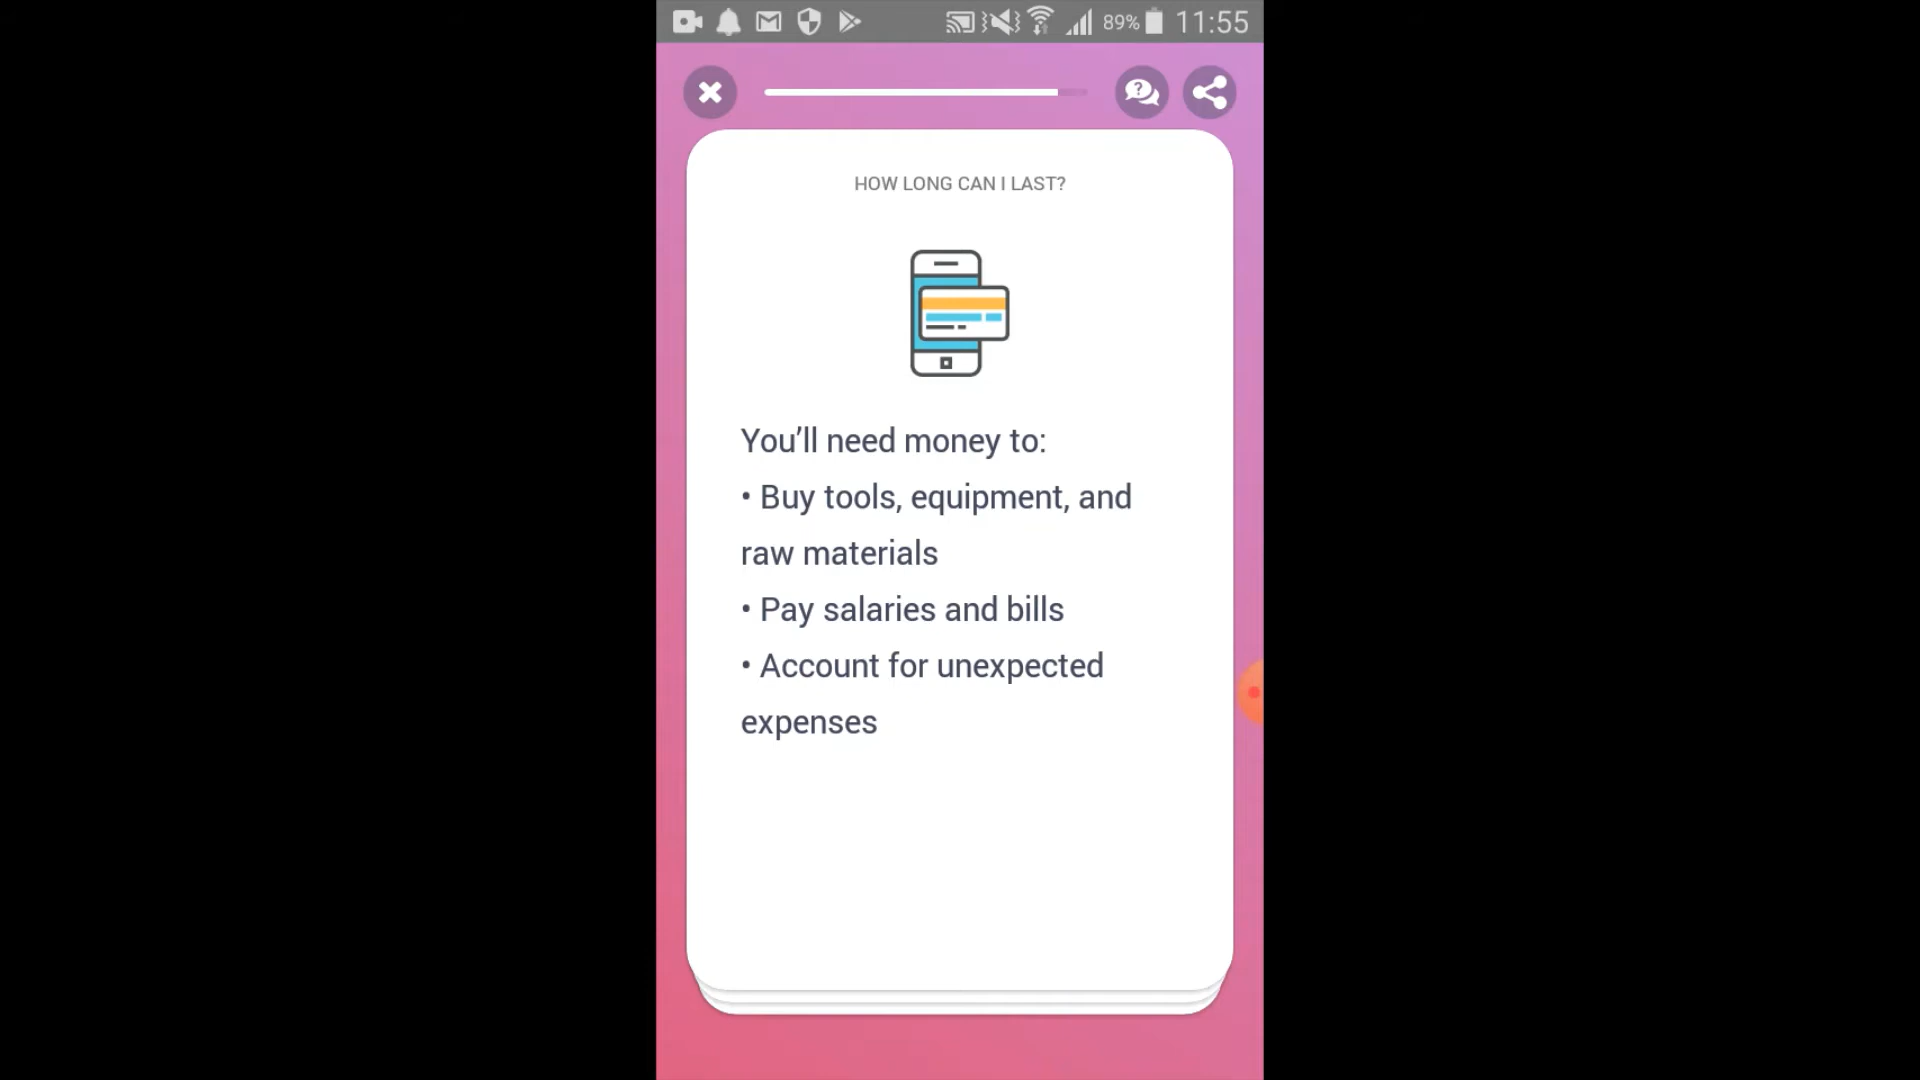 89% 11:55
HOW LONG CAN I LAST?
You’ll need money to:
• Buy tools, equipment, and
raw materials
• Pay salaries and bills
• Account for unexpected
expenses